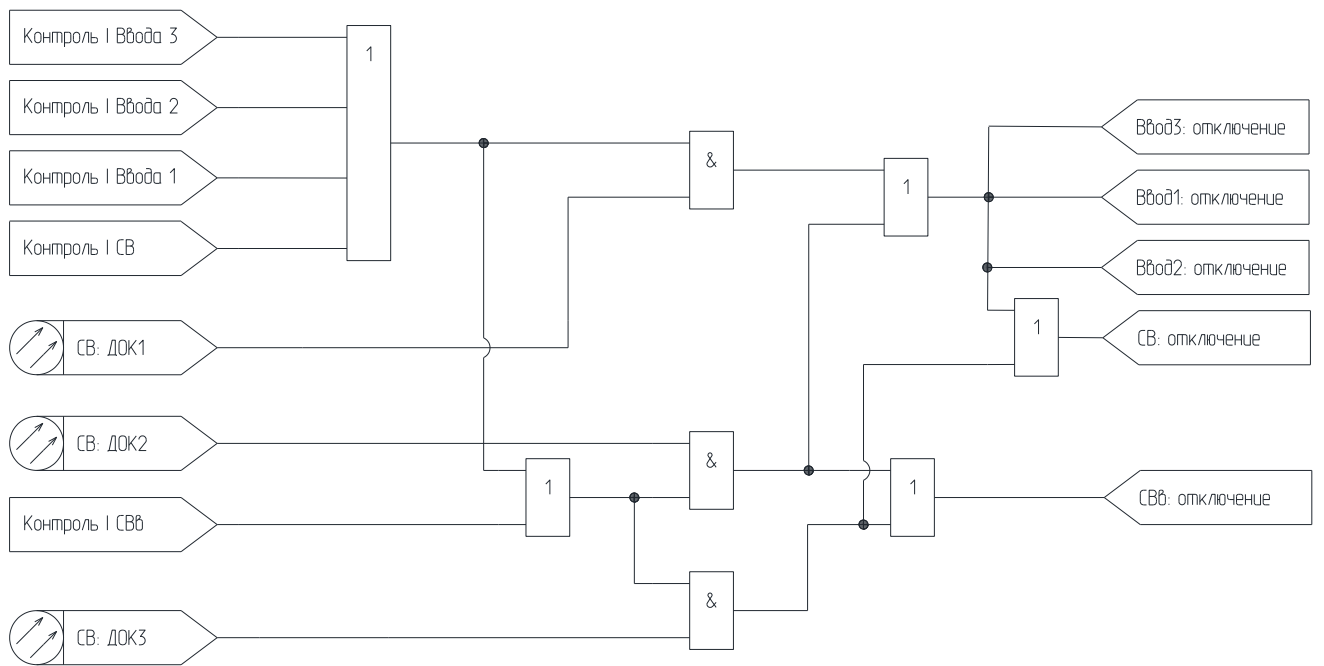 Контроль I Ввода 3
1
Контроль I Ввода 2
Контроль I Ввода 1
Контроль I СВ
&
1
Ввод3: отключение
Ввод1: отключение
Ввод2: отключение
1
СВ: отключение
СВ: ДОК1
СВ: ДОК2
Контроль I СВв
1
&
1
СВв: отключение
&
СВ: ДОК3